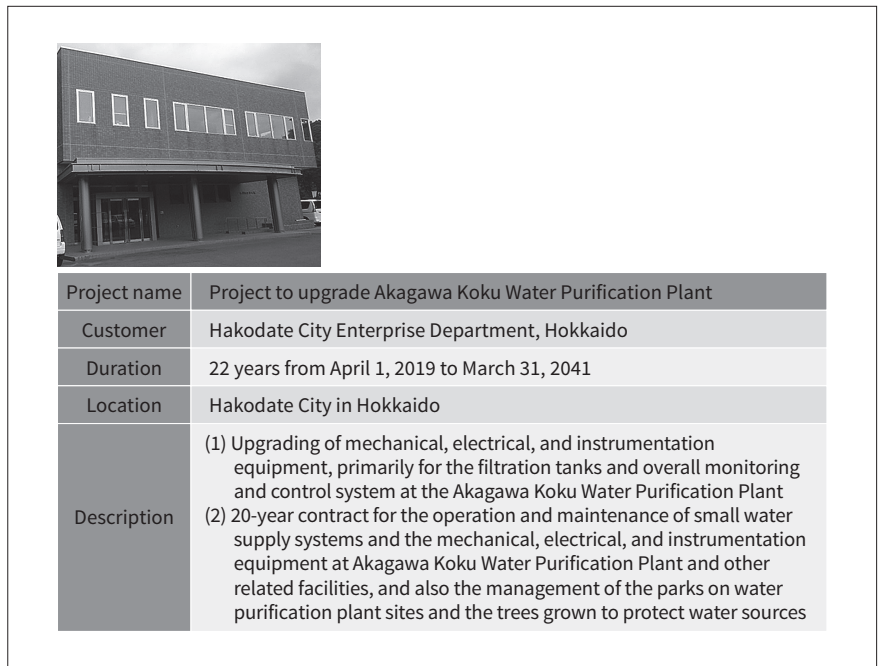 Project name Project to upgrade Akagawa Koku Water Purification Plant
Customer Hakodate City Enterprise Department, Hokkaido
Duration 22 years from April 1, 2019 to March 31, 2041
Location Hakodate City in Hokkaido
Description
(1) Upgrading of mechanical, electrical, and instrumentation
equipment, primarily for the filtration tanks and overall monitoring
and control system at the Akagawa Koku Water Purification Plant
(2) 20-year contract for the operation and maintenance of small water
supply systems and the mechanical, electrical, and instrumentation
equipment at Akagawa Koku Water Purification Plant and other
related facilities, and also the management of the parks on water
purification plant sites and the trees grown to protect water sources